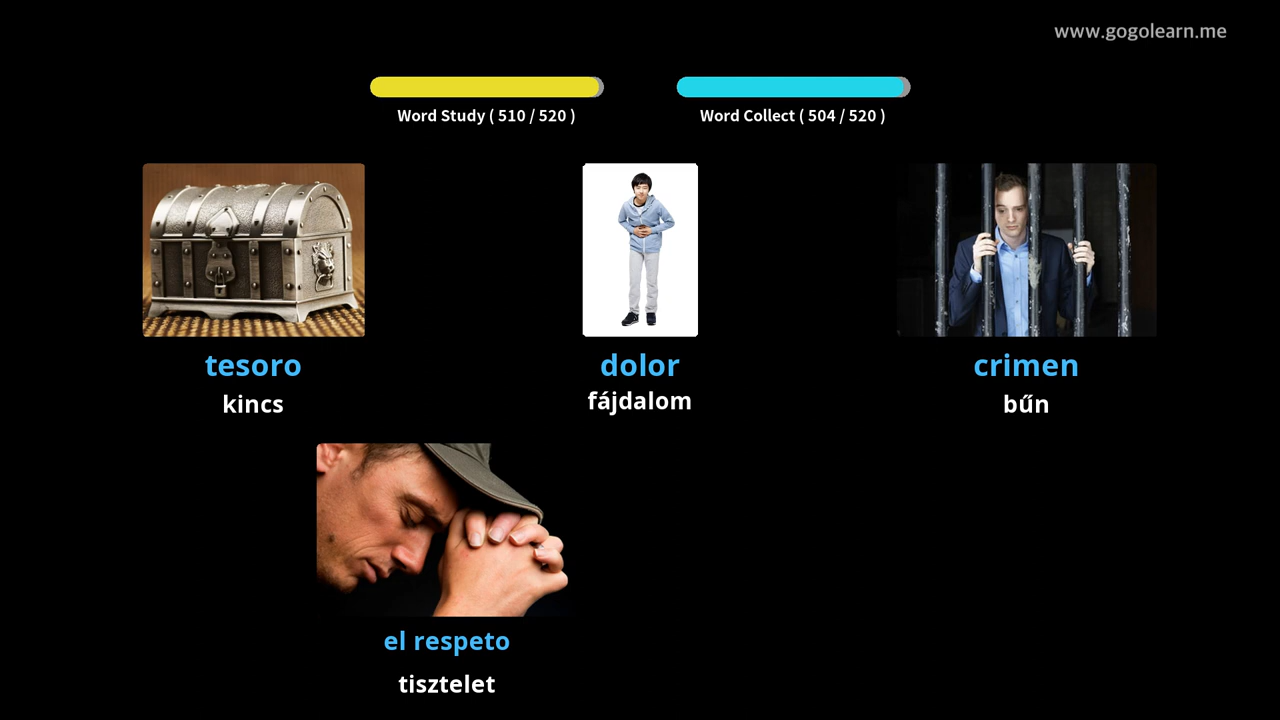 www.gogolearn.me
Word Study ( 510 / 520 )
Word Collect ( 504 / 520 )
tesoro
kincs
dolor
fájdalom
crimen
bűn
el respeto
tisztelet